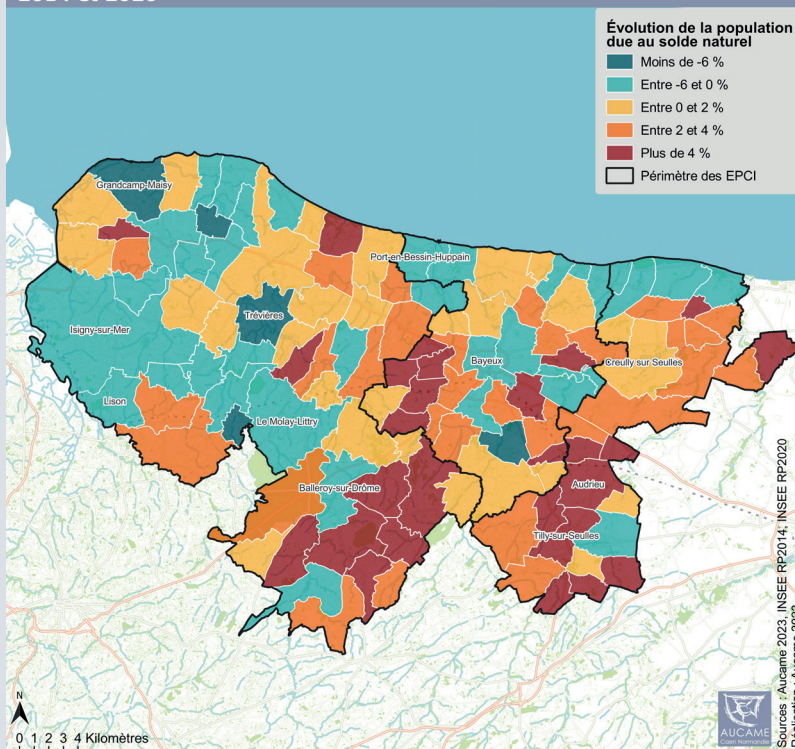 Évolution de la population
due au solde naturel
Moins de -6 %
Entre -6 et 0 %
Entre 0 et 2 %
Entre 2 et 4 %
Plus de 4 %
Périmètre des EPCI
Grandcamp-Maisy
Port-en-Bessin-Huppain
Trévières
Isigny-sur-Mer
Bayeux
Creully sur Seulles
Lison
Le Molay-Littry
Balleroy-sur-Drôme
Audrieu
Tilly-sur-Seulles
N
0 1 2 3 4 Kilomètres
AUCAME
Caen Normandie
Sources : Aucame 2023, INSEE RP2014, INSEE RP2020